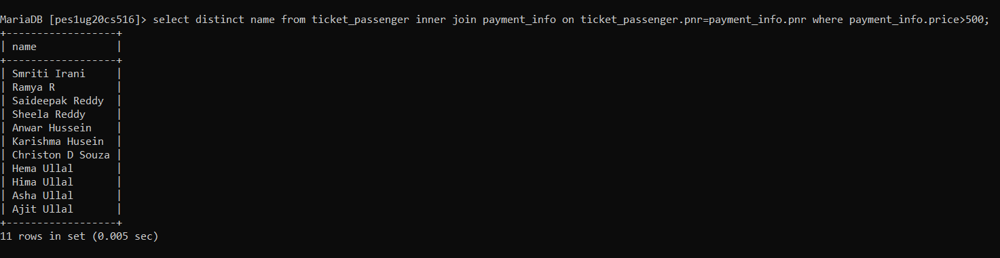 MariaDB [pes1ug20cs516]> select distinct name from ticket_passenger inner join payment_info on ticket_passenger.pnr=payment_info.pnr where payment_info.price>500;
+------------------+
| name             |
+------------------+
| Smriti Irani     |
| Ramya R          |
| Saideepak Reddy  |
| Sheela Reddy     |
| Anwar Hussein    |
| Karishma Husein  |
| Christon D Souza |
| Hema Ullal       |
| Hima Ullal       |
| Asha Ullal       |
| Ajit Ullal       |
+------------------+
11 rows in set (0.005 sec)